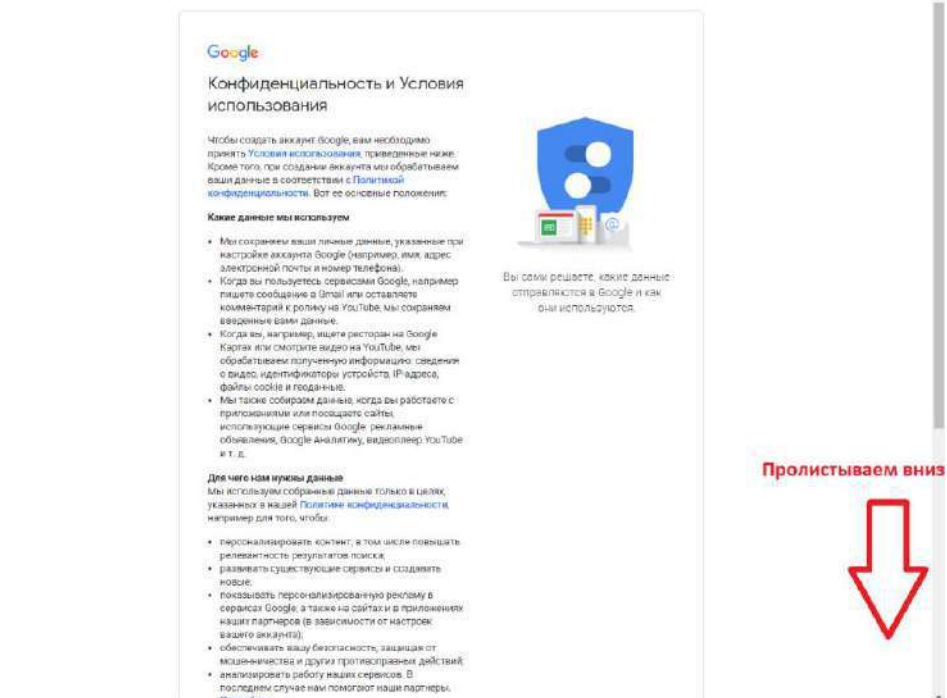 Google
Конфиденциальность и Условия
использования
Чтобы создать аккаунт Google, вам необходимо
принять Условия использования, приведенные ниже.
Кроме того, при создании аккаунта мы обрабатываем
ваши данные в соответствии с Политикой
конфиденциальности. Вот ее основные положения:
Какие данные мы используем
• Мы сохраняем ваши личные данные, указанные при
настройке аккаунта Google (например, имя, адрес
электронной почты и номер телефона).
• Когда вы пользуетесь сервисами Google, например
пишете сообщение в Gmail или оставляете
комментарий к ролику на YouTube, мы сохраняем
введенные вами данные.
• Когда вы, например, ищете ресторан на Google
Картах или смотрите видео на YouTube, мы
обрабатываем полученную информацию: сведения
о видео, идентификаторы устройств, IP-адреса,
файлы cookie и геоданные.
• Мы также собираем данные, когда вы работаете с
приложениями или посещаете сайты,
использующие сервисы Google: рекламные
объявления, Google Аналитику, видеоплеер YouTube
и т. д.
Для чего нам нужны данные
Мы используем собранные данные только в целях,
указанных в нашей Политике конфиденциальности,
например для того, чтобы:
• персонализировать контент, в том числе повышать
релевантность результатов поиска;
• развивать существующие сервисы и создавать
новые;
• показывать персонализированную рекламу в
сервисах Google, а также на сайтах и в приложениях
наших партнеров (в зависимости от настроек
вашего аккаунта);
• обеспечивать вашу безопасность, защищая от
мошенничества и других противоправных действий;
• анализировать работу наших сервисов. В
последнем случае нам помогают наши партнеры.
Вы сами решаете, какие данные
отправляются в Google и как
они используются.
Пролистываем вниз